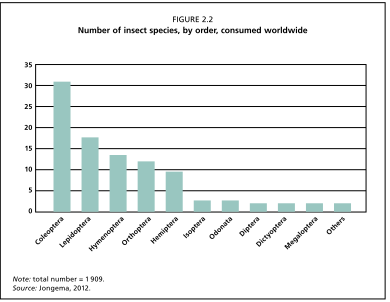 FIGURE 2.2
Number of insect species, by order, consumed worldwide
35
30
25
20
15
10
5
0
Coleoptera
Lepidoptera
Hymenoptera
Orthoptera
Hemiptera
Isoptera
Odonata
Diptera
Dictyoptera
Megaloptera
Others
Note: total number = 1 909.
Source: Jongema, 2012.